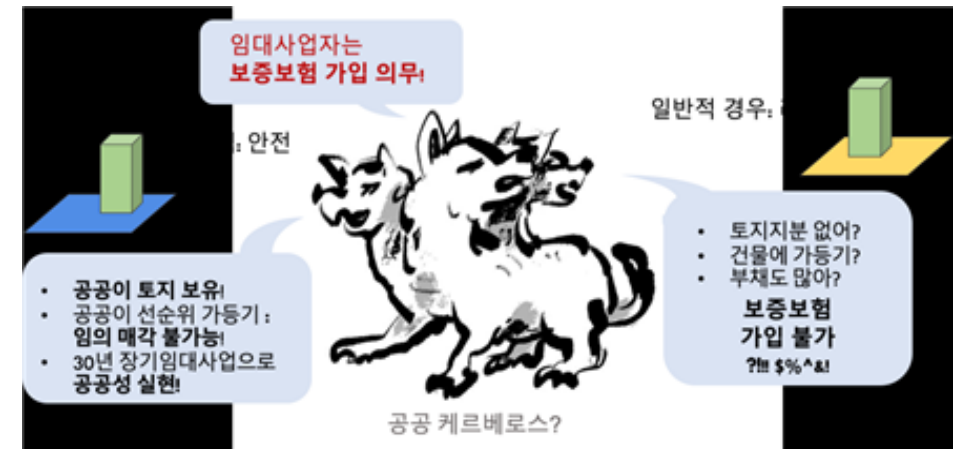 임대사업자는
보증보험 가입 의무!
: 안전
일반적 경우:
• 공공이 토지 보유!
• 공공이 선순위 가등기 :
임의 매각 불가능!
• 30년 장기임대사업으로
공공성 실현!
• 토지지분 없어?
• 건물에 가등기?
• 부채도 많아?
보증보험
가입 불가
?!!! $%^&!
공공 케르베로스?